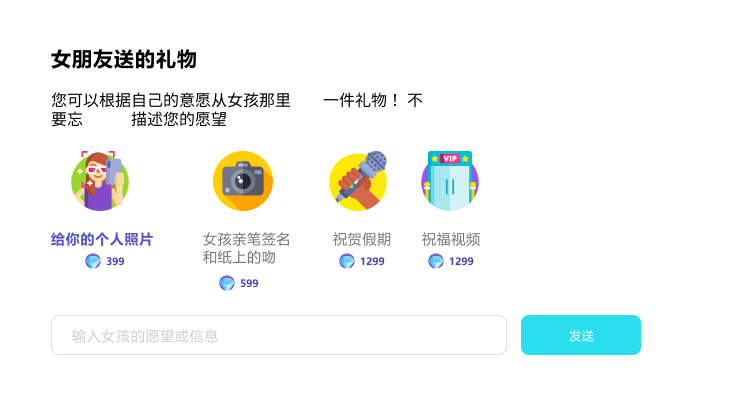 女朋友送的礼物
您可以根据自己的意愿从女孩那里 一件礼物！ 不
要忘 描述您的愿望
VIP
给你的个人照片
399
女孩亲笔签名
和纸上的吻
599
祝贺假期
1299
祝福视频
1299
输入女孩的愿望或信息
发送